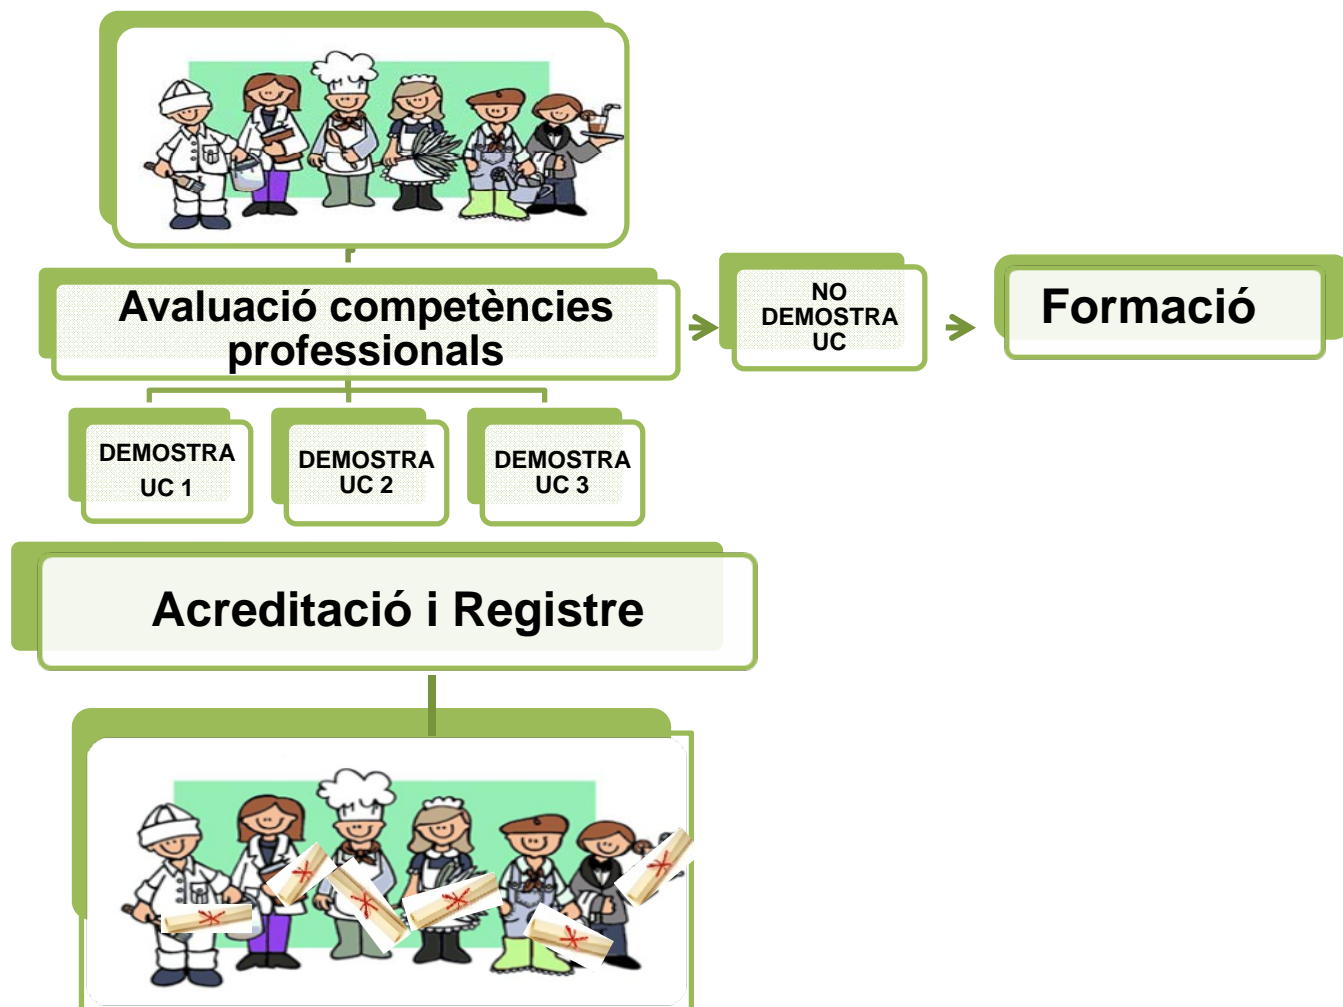 Avaluació competències
professionals
NO
DEMOSTRA
UC
Formació
DEMOSTRA
UC 1
DEMOSTRA
UC 2
DEMOSTRA
UC 3
Acreditació i Registre